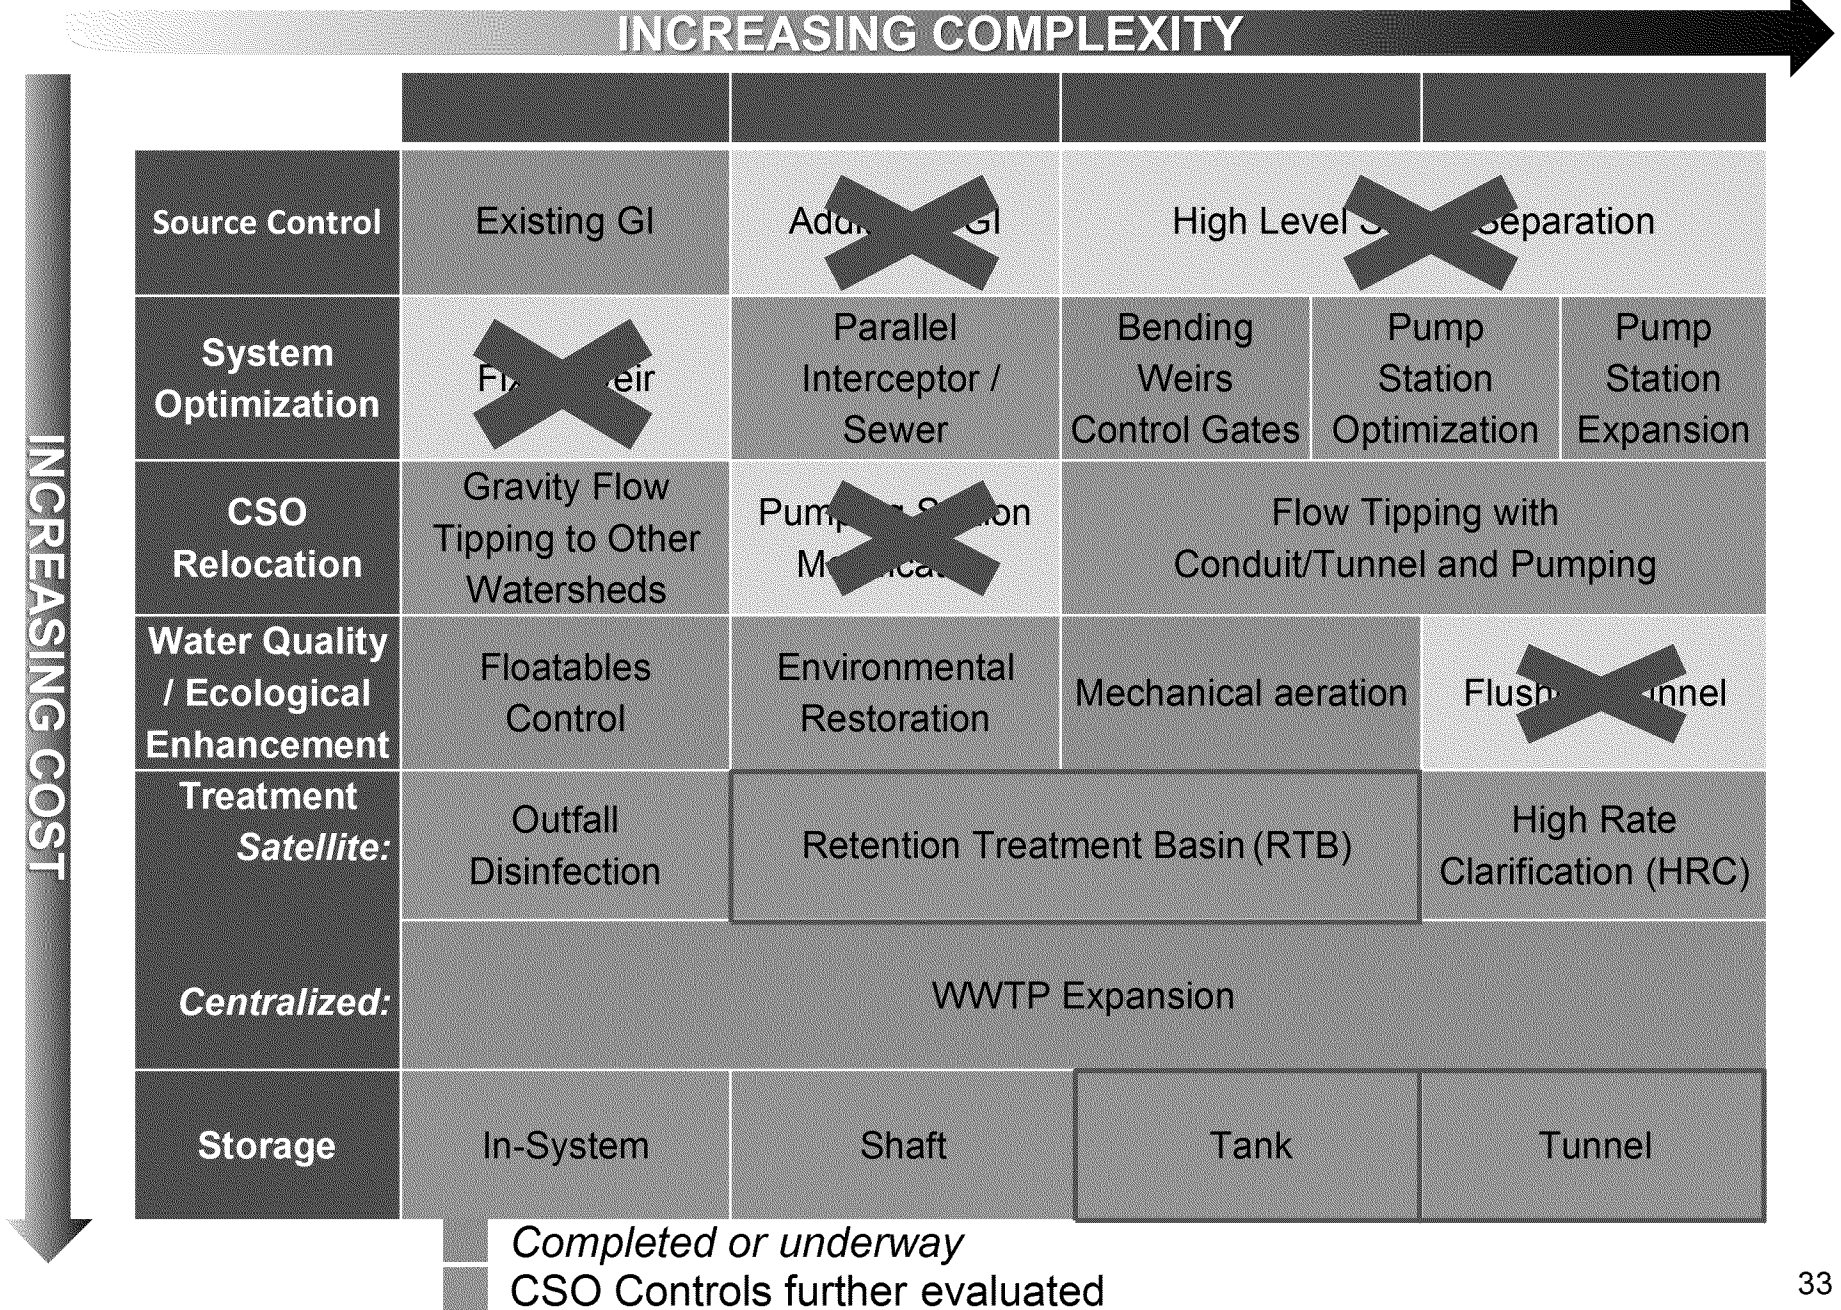 INCREASING COMPLEXITY
INCREASING COST
Source Control
Existing GI
GI
High Level Separation
System
Optimization
Parallel
Interceptor /
Sewer
Bending
Weirs
Control Gates
Pump
Station
Optimization
Pump
Station
Expansion
CSO
Relocation
Gravity Flow
Tipping to Other
Watersheds
Flow Tipping with
Conduit/Tunnel and Pumping
Water Quality
/ Ecological
Enhancement
Floatables
Control
Environmental
Restoration
Mechanical aeration
Treatment
Satellite:
Outfall
Disinfection
Retention Treatment Basin (RTB)
High Rate
Clarification (HRC)
Centralized:
WWTP Expansion
Storage
In-System
Shaft
Tank
Tunnel
Completed or underway
CSO Controls further evaluated
33